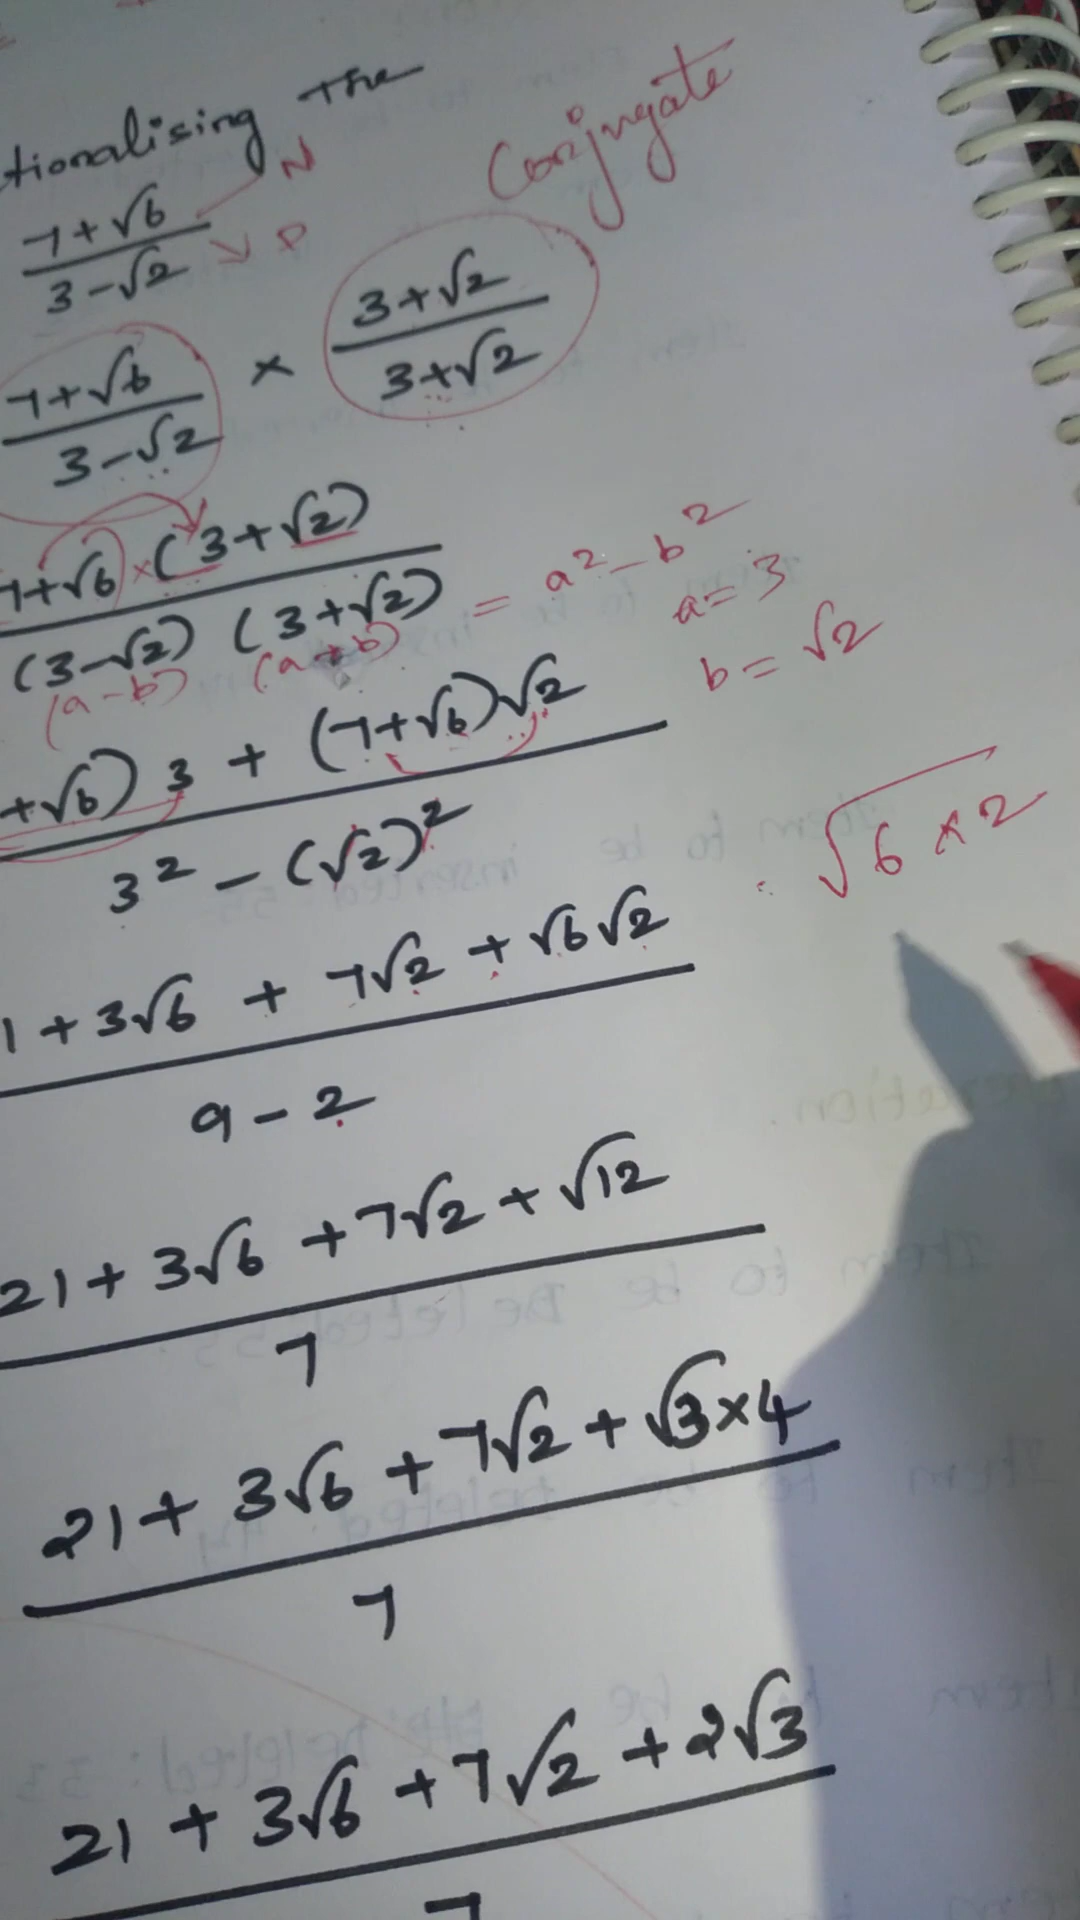 tionalising the
Conjugate
7+√6 N
3-√2
7+√6 × 3+√2
3-√2 3+√2
7+√6 × (3+√2)
(3-√2) (3+√2) = a²-b²
(a-b) (a+b) a=3
b=√2
+√6) 3 + (7+√6)√2
3² - (√2)²
√6×2
1 + 3√6 + 7√2 + √6√2
9 - 2
21 + 3√6 + 7√2 + √12
7
21 + 3√6 + 7√2 + √3×4
7
21 + 3√6 + 7√2 + 2√3
7